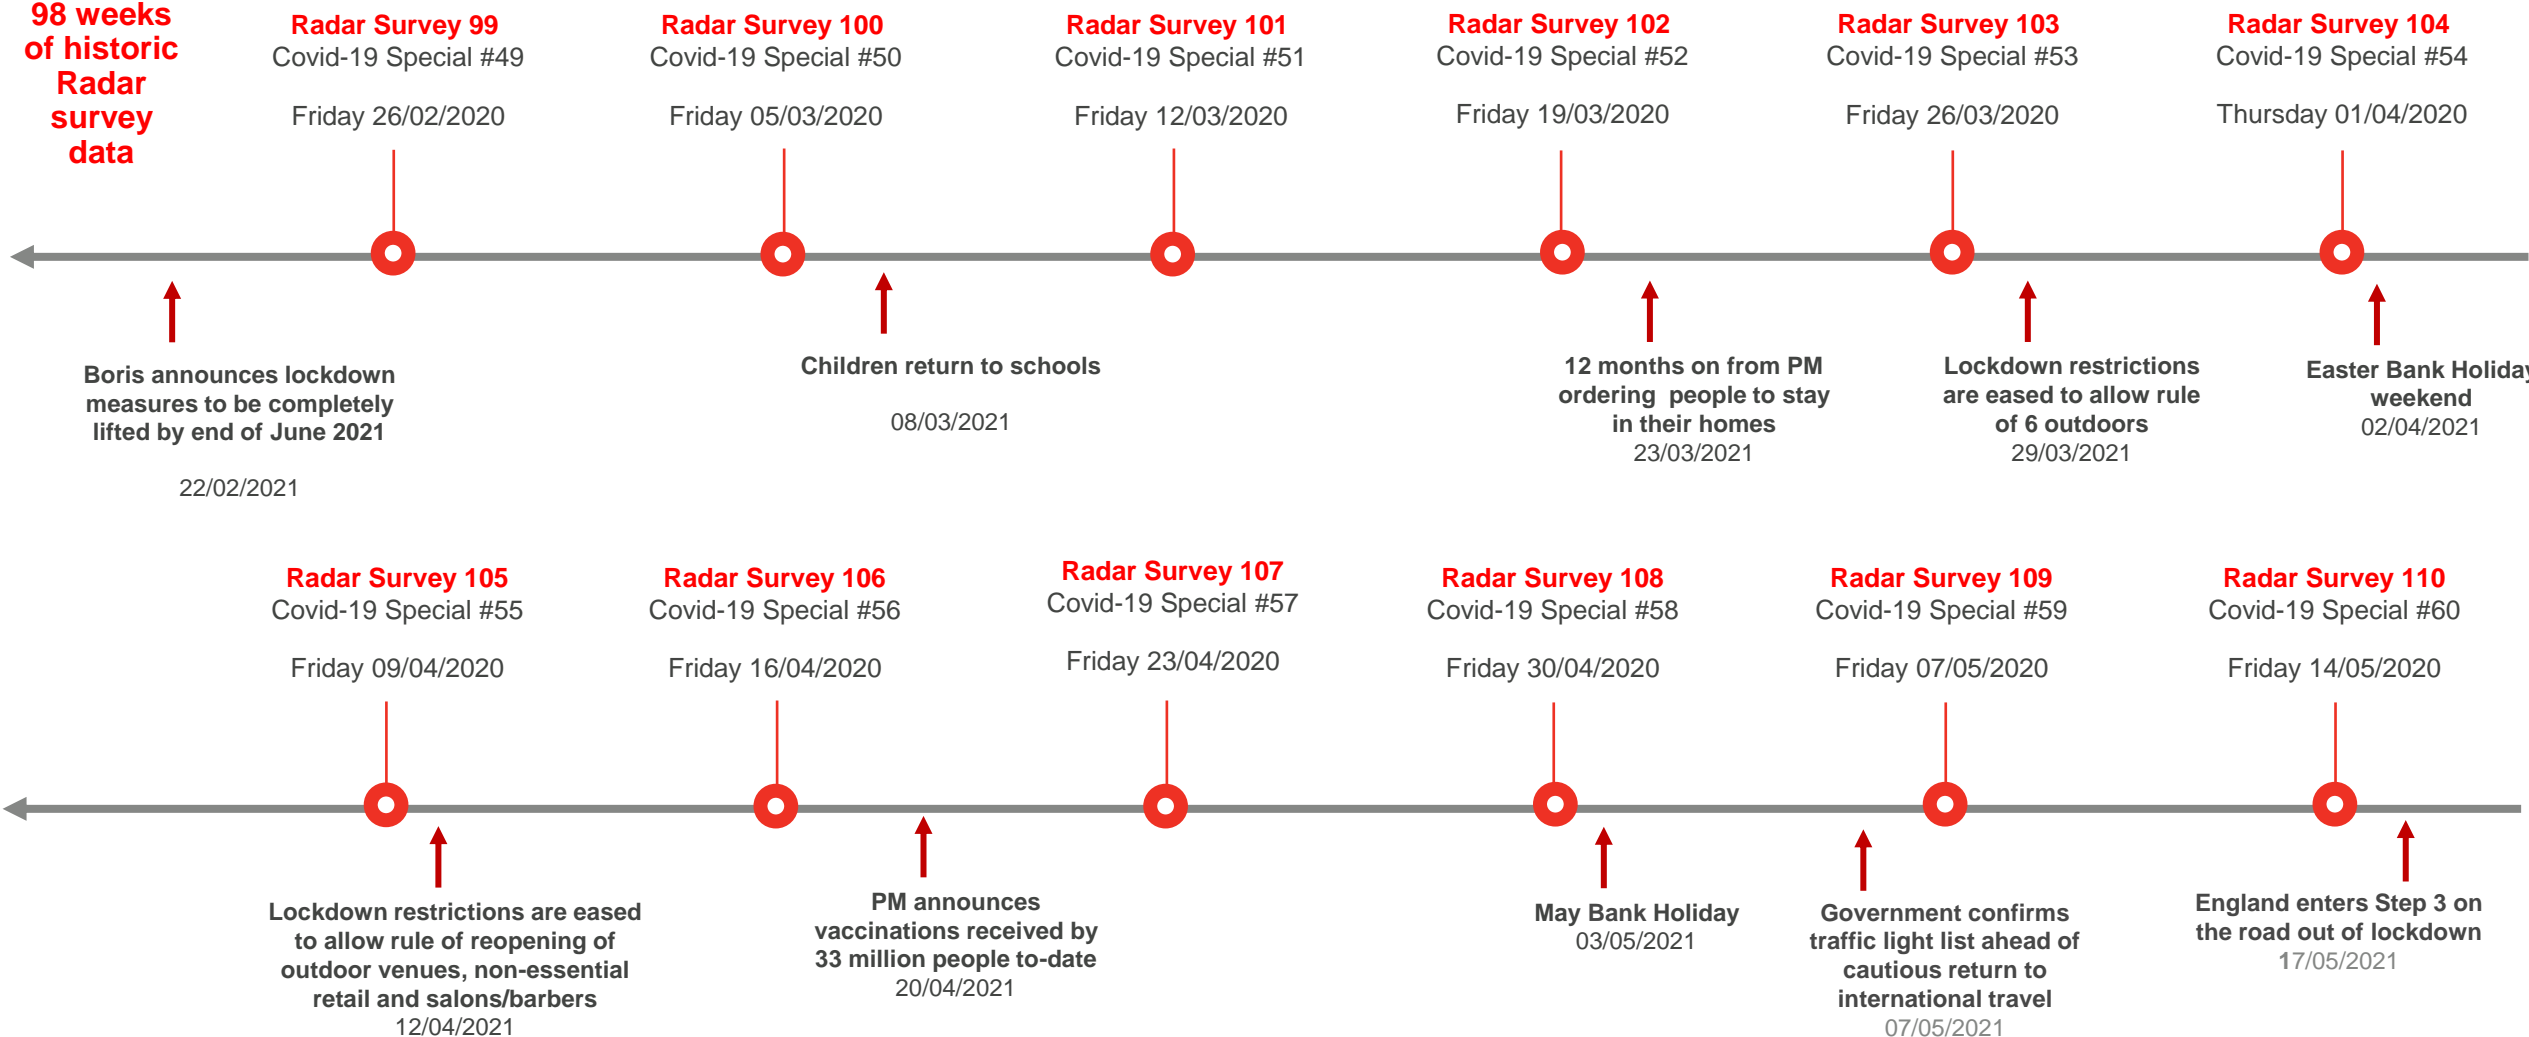 98 weeks
of historic
Radar
survey
data
Radar Survey 99
Covid-19 Special #49
Friday 26/02/2020
Radar Survey 100
Covid-19 Special #50
Friday 05/03/2020
Radar Survey 101
Covid-19 Special #51
Friday 12/03/2020
Radar Survey 102
Covid-19 Special #52
Friday 19/03/2020
Radar Survey 103
Covid-19 Special #53
Friday 26/03/2020
Radar Survey 104
Covid-19 Special #54
Thursday 01/04/2020
Boris announces lockdown
measures to be completely
lifted by end of June 2021
22/02/2021
Children return to schools
08/03/2021
12 months on from PM
ordering people to stay
in their homes
23/03/2021
Lockdown restrictions
are eased to allow rule
of 6 outdoors
29/03/2021
Easter Bank Holiday
weekend
02/04/2021
Radar Survey 105
Covid-19 Special #55
Friday 09/04/2020
Radar Survey 106
Covid-19 Special #56
Friday 16/04/2020
Radar Survey 107
Covid-19 Special #57
Friday 23/04/2020
Radar Survey 108
Covid-19 Special #58
Friday 30/04/2020
Radar Survey 109
Covid-19 Special #59
Friday 07/05/2020
Radar Survey 110
Covid-19 Special #60
Friday 14/05/2020
Lockdown restrictions are eased
to allow rule of reopening of
outdoor venues, non-essential
retail and salons/barbers
12/04/2021
PM announces
vaccinations received by
33 million people to-date
20/04/2021
May Bank Holiday
03/05/2021
Government confirms
traffic light list ahead of
cautious return to
international travel
07/05/2021
England enters Step 3 on
the road out of lockdown
17/05/2021